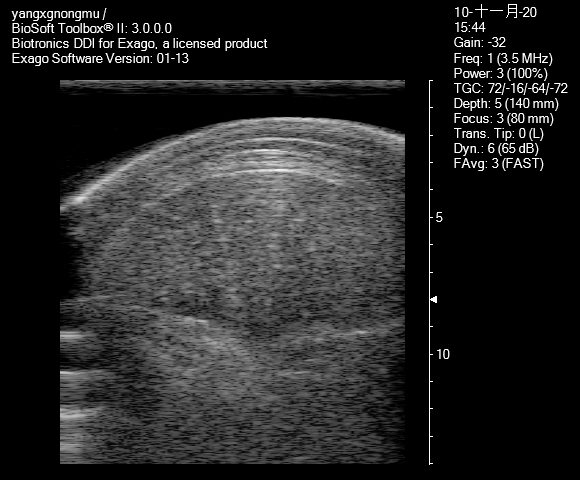 yangxgnongmu /
BioSoft Toolbox® II: 3.0.0.0
Biotronics DDI for Exago, a licensed product
Exago Software Version: 01-13
10-十一月-20
15:44
Gain: -32
Freq: 1 (3.5 MHz)
Power: 3 (100%)
TGC: 72/-16/-64/-72
Depth: 5 (140 mm)
Focus: 3 (80 mm)
Trans. Tip: 0 (L)
Dyn.: 6 (65 dB)
FAvg: 3 (FAST)
5
10